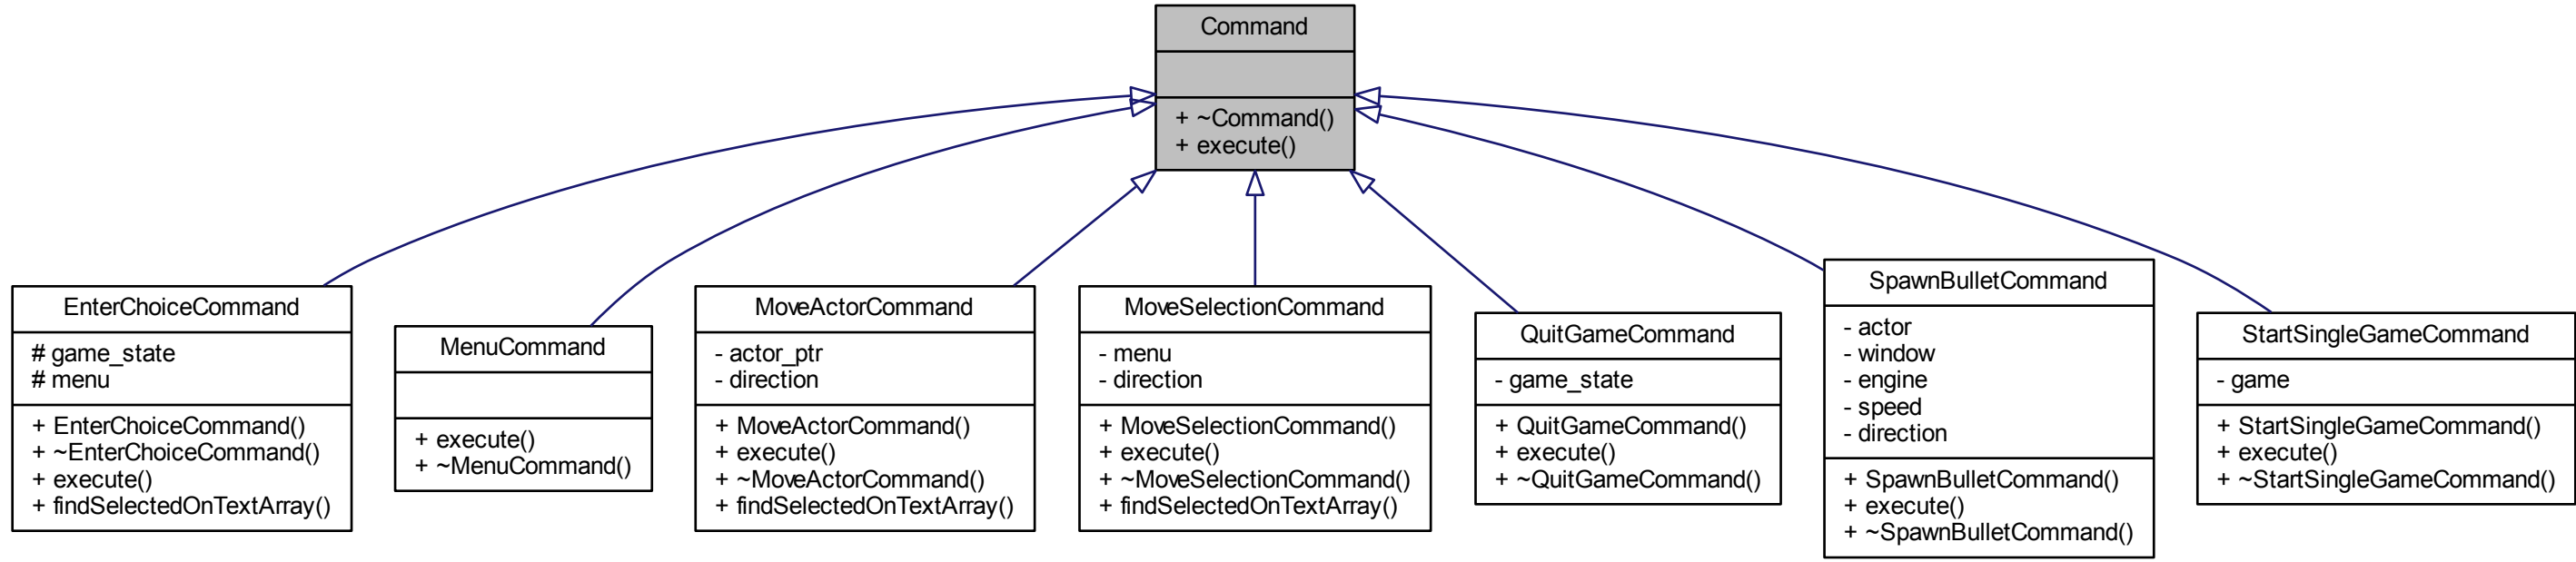 Command
+ ~Command()
+ execute()
EnterChoiceCommand
# game_state
# menu
+ EnterChoiceCommand()
+ ~EnterChoiceCommand()
+ execute()
+ findSelectedOnTextArray()
MenuCommand
+ execute()
+ ~MenuCommand()
MoveActorCommand
- actor_ptr
- direction
+ MoveActorCommand()
+ execute()
+ ~MoveActorCommand()
+ findSelectedOnTextArray()
MoveSelectionCommand
- menu
- direction
+ MoveSelectionCommand()
+ execute()
+ ~MoveSelectionCommand()
+ findSelectedOnTextArray()
QuitGameCommand
- game_state
+ QuitGameCommand()
+ execute()
+ ~QuitGameCommand()
SpawnBulletCommand
- actor
- window
- engine
- speed
- direction
+ SpawnBulletCommand()
+ execute()
+ ~SpawnBulletCommand()
StartSingleGameCommand
- game
+ StartSingleGameCommand()
+ execute()
+ ~StartSingleGameCommand()